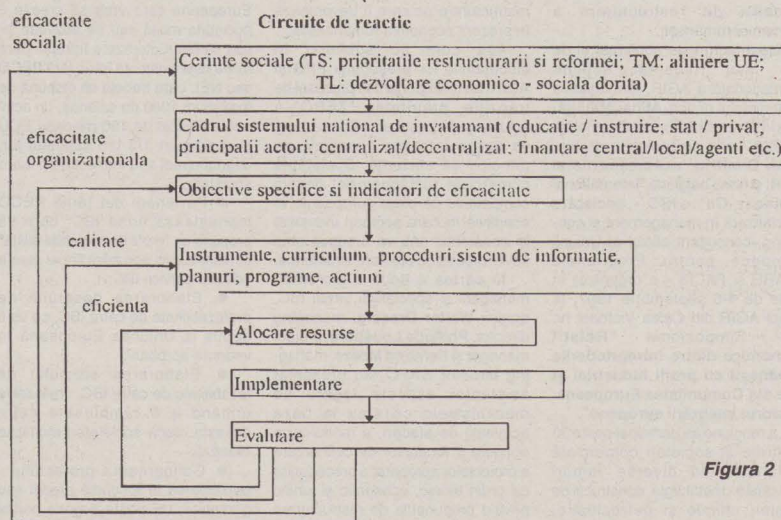 eficacitate
sociala
Circuite de reactie
Cerinte sociale (TS: prioritatile restructurarii si reformei; TM: aliniere UE;
TL: dezvoltare economico - sociala dorita)
eficacitate
organizationala
Cadrul sistemului national de invatamant (educatie / instruire; stat / privat;
principalii actori: centralizat/decentralizat: finantare central/local/agenti etc.)
Obiective specifice si indicatori de eficacitate
calitate
Instrumente, curriculum, proceduri.sistem de informatie,
planuri, programe, actiuni
eficienta
Alocare resurse
Implementare
Evaluare
Figura 2